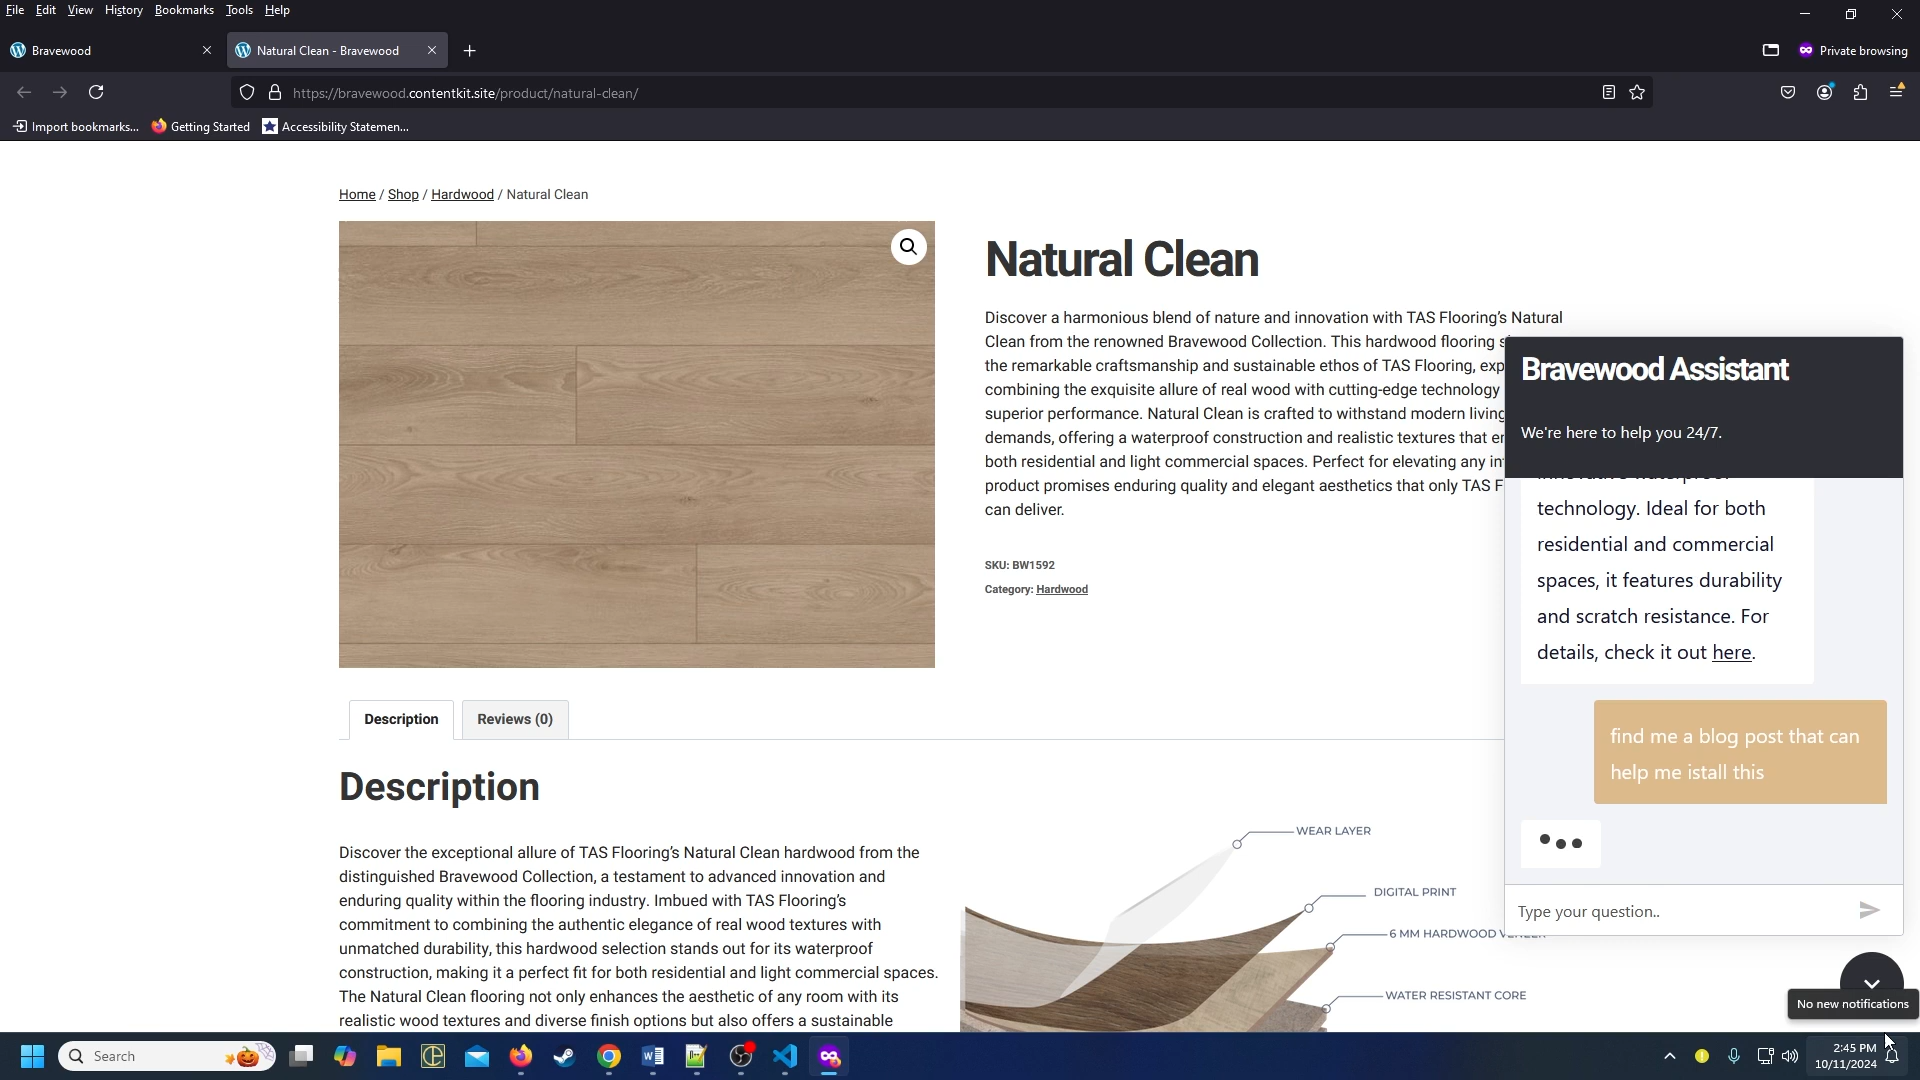 File Edit View History Bookmarks Tools Help
Bravewood
Natural Clean - Bravewood
Private browsing
https://bravewood.contentkit.site/product/natural-clean/
Import bookmarks...
Getting Started
Accessibility Statemen...
Home / Shop / Hardwood / Natural Clean
Natural Clean
Discover a harmonious blend of nature and innovation with TAS Flooring's Natural
Clean from the renowned Bravewood Collection. This hardwood flooring
the remarkable craftsmanship and sustainable ethos of TAS Flooring,
combining the exquisite allure of real wood with cutting-edge technology
superior performance. Natural Clean is crafted to withstand modern living
demands, offering a waterproof construction and realistic textures that
both residential and light commercial spaces. Perfect for elevating any
product promises enduring quality and elegant aesthetics that only TAS
can deliver.
SKU: BW1592
Category: Hardwood
Description
Reviews (0)
Description
Discover the exceptional allure of TAS Flooring's Natural Clean hardwood from the
distinguished Bravewood Collection, a testament to advanced innovation and
enduring quality within the flooring industry. Imbued with TAS Flooring's
commitment to combining the authentic elegance of real wood textures with
unmatched durability, this hardwood selection stands out for its waterproof
construction, making it a perfect fit for both residential and light commercial spaces.
The Natural Clean flooring not only enhances the aesthetic of any room with its
realistic wood textures and diverse finish options but also offers a sustainable
WEAR LAYER
DIGITAL PRINT
6 MM HARDWOOD
WATER RESISTANT CORE
Bravewood Assistant
We're here to help you 24/7.
technology. Ideal for both
residential and commercial
spaces, it features durability
and scratch resistance. For
details, check it out here.
find me a blog post that can
help me istall this
Type your question..
No new notifications
Search
2:45 PM
10/11/2024